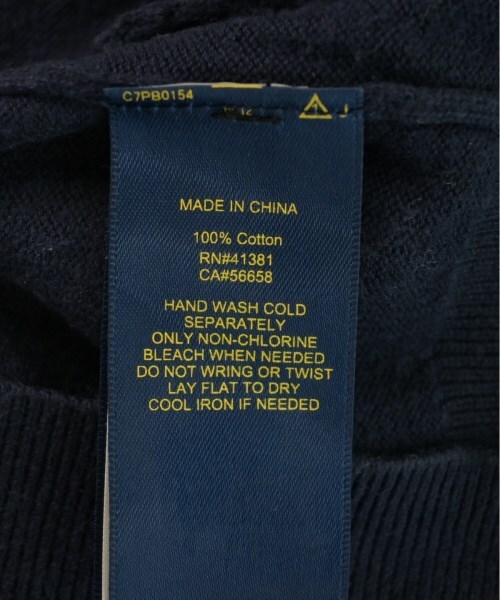 C7PB0154
MADE IN CHINA
100% Cotton
RN#41381
CA#56658
HAND WASH COLD
SEPARATELY
ONLY NON-CHLORINE
BLEACH WHEN NEEDED
DO NOT WRING OR TWIST
LAY FLAT TO DRY
COOL IRON IF NEEDED